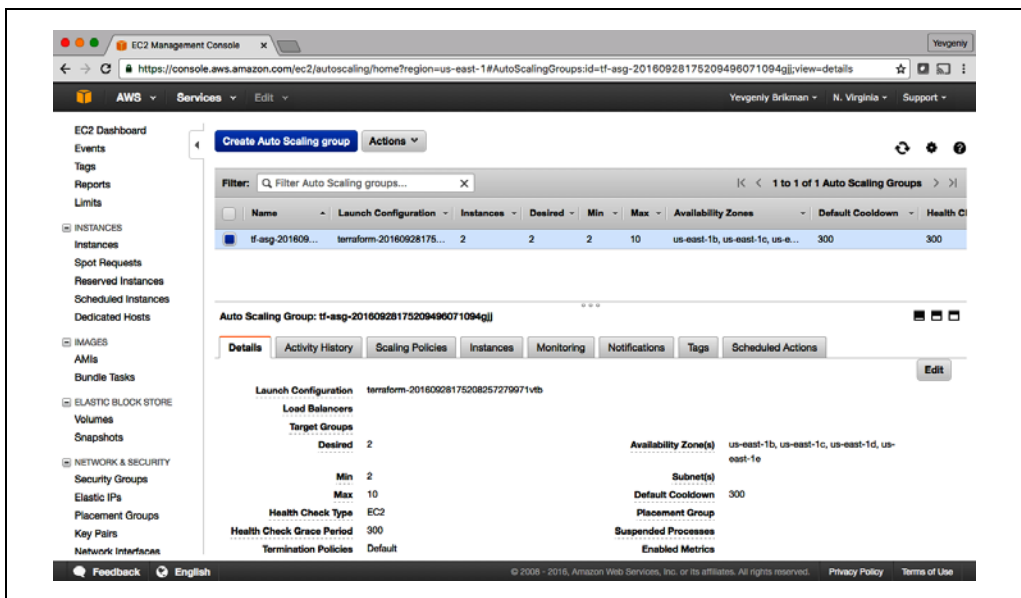 EC2 Management Console
Yevgeniy
https://console.aws.amazon.com/ec2/autoscaling/home?region=us-east-1#AutoScalingGroups:id=tf-asg-20160928175209496071094gjj;view=details
AWS Services Edit Yevgeniy Brikman N. Virginia Support
EC2 Dashboard
Events
Tags
Reports
Limits
INSTANCES
Instances
Spot Requests
Reserved Instances
Scheduled Instances
Dedicated Hosts
IMAGES
AMIs
Bundle Tasks
ELASTIC BLOCK STORE
Volumes
Snapshots
NETWORK & SECURITY
Security Groups
Elastic IPs
Placement Groups
Key Pairs
Network Interfaces
Create Auto Scaling group Actions
Filter: Filter Auto Scaling groups... X 1 to 1 of 1 Auto Scaling Groups
Name Launch Configuration Instances Desired Min Max Availability Zones Default Cooldown Health Cl
tf-asg-201609... terraform-20160928175... 2 2 2 10 us-east-1b, us-east-1c, us-e... 300 300
Auto Scaling Group: tf-asg-20160928175209496071094gjj
Details Activity History Scaling Policies Instances Monitoring Notifications Tags Scheduled Actions
Edit
Launch Configuration terraform-20160928175208257279971vtb
Load Balancers
Target Groups
Desired 2 Availability Zone(s) us-east-1b, us-east-1c, us-east-1d, us-
east-1e
Min 2 Subnet(s)
Max 10 Default Cooldown 300
Health Check Type EC2 Placement Group
Health Check Grace Period 300 Suspended Processes
Termination Policies Default Enabled Metrics
Feedback English © 2008 - 2016, Amazon Web Services, Inc. or its affiliates. All rights reserved. Privacy Policy Terms of Use